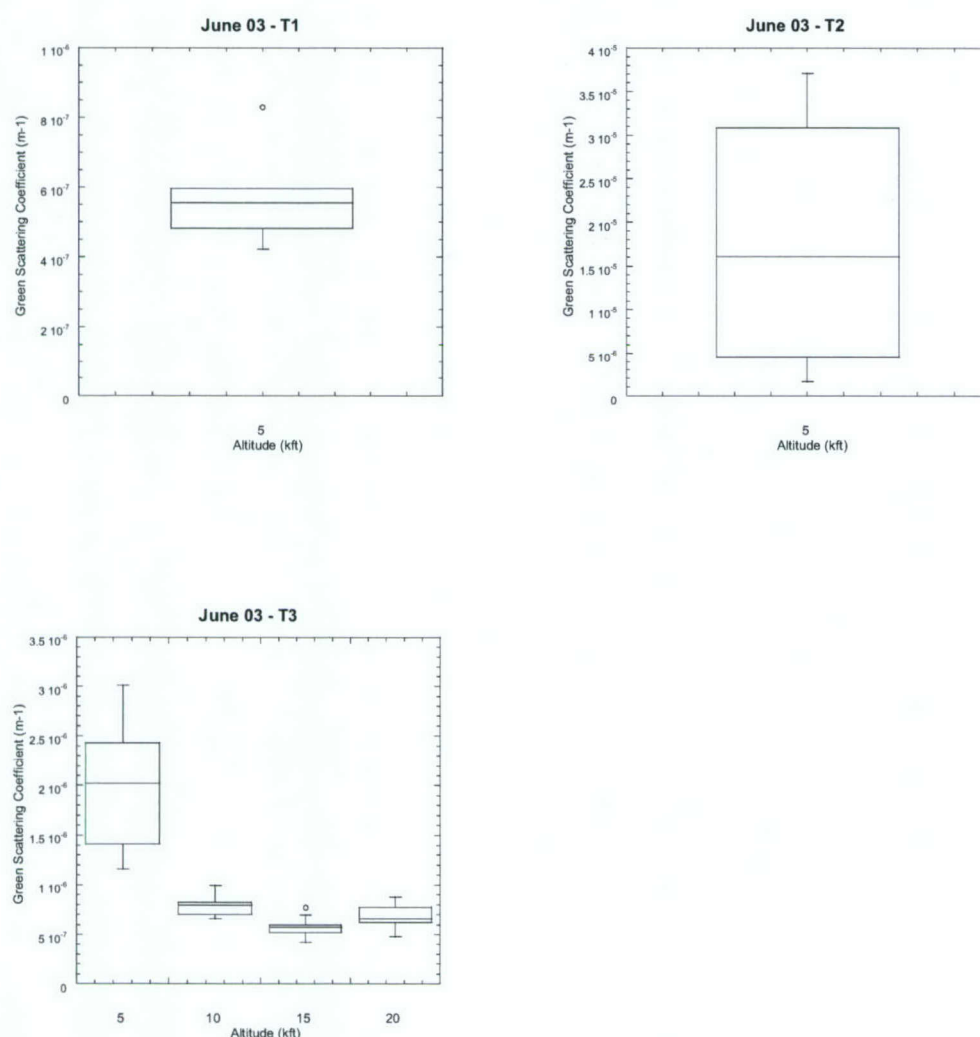 June 03 - T1
Green Scattering Coefficient (m-1)
1 10⁻⁶
8 10⁻⁷
6 10⁻⁷
4 10⁻⁷
2 10⁻⁷
0
5
Altitude (kft)
June 03 - T2
Green Scattering Coefficient (m-1)
4 10⁻⁵
3.5 10⁻⁵
3 10⁻⁵
2.5 10⁻⁵
2 10⁻⁵
1.5 10⁻⁵
1 10⁻⁵
5 10⁻⁶
0
5
Altitude (kft)
June 03 - T3
Green Scattering Coefficient (m-1)
3.5 10⁻⁶
3 10⁻⁶
2.5 10⁻⁶
2 10⁻⁶
1.5 10⁻⁶
1 10⁻⁶
5 10⁻⁷
0
5 10 15 20
Altitude (kft)